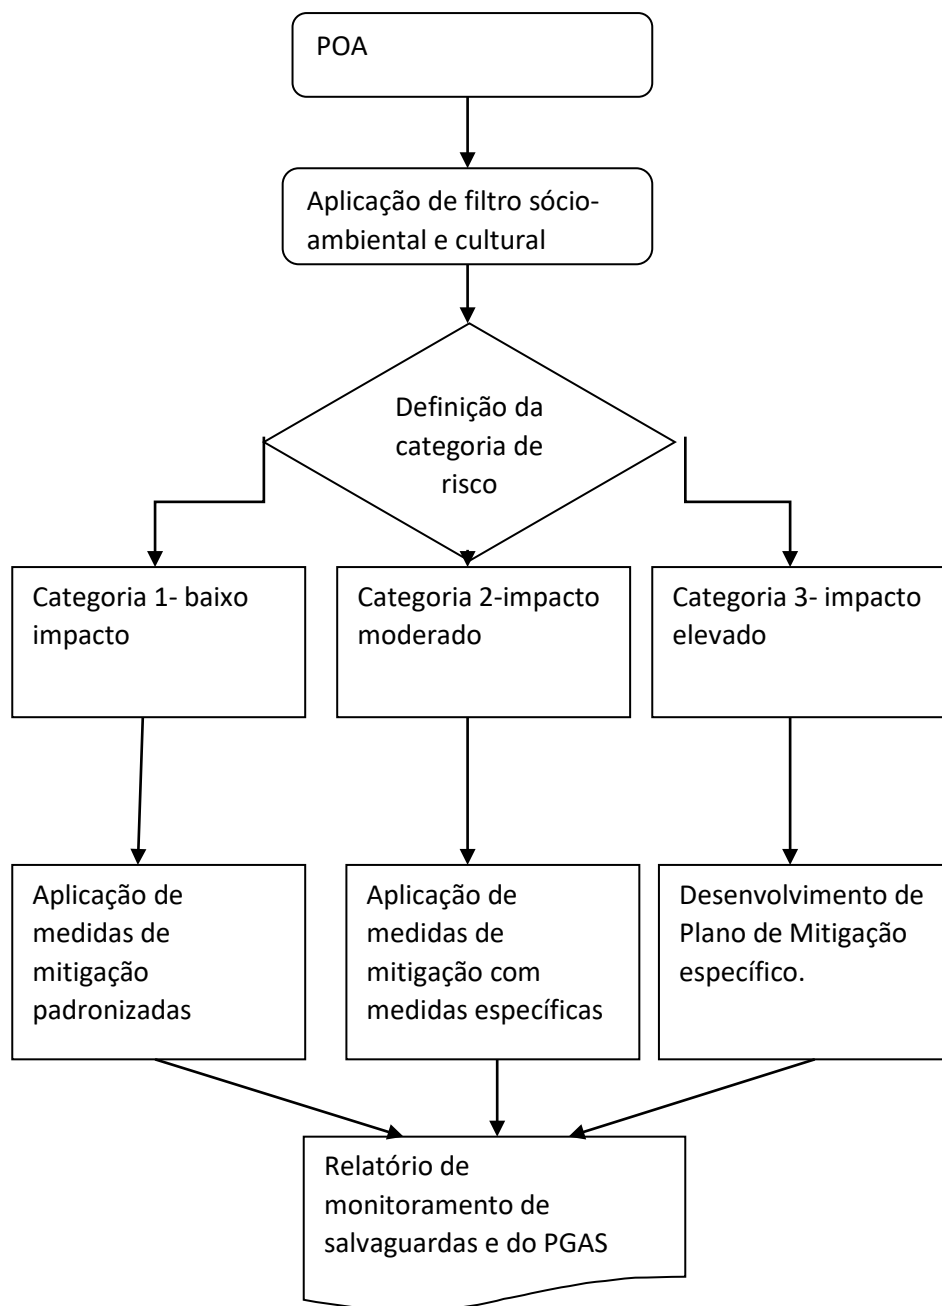 POA
Aplicação de filtro sócio-
ambiental e cultural
Definição da
categoria de
risco
Categoria 1- baixo
impacto
Categoria 2-impacto
moderado
Categoria 3- impacto
elevado
Aplicação de
medidas de
mitigação
padronizadas
Aplicação de
medidas de
mitigação com
medidas específicas
Desenvolvimento de
Plano de Mitigação
específico.
Relatório de
monitoramento de
salvaguardas e do PGAS